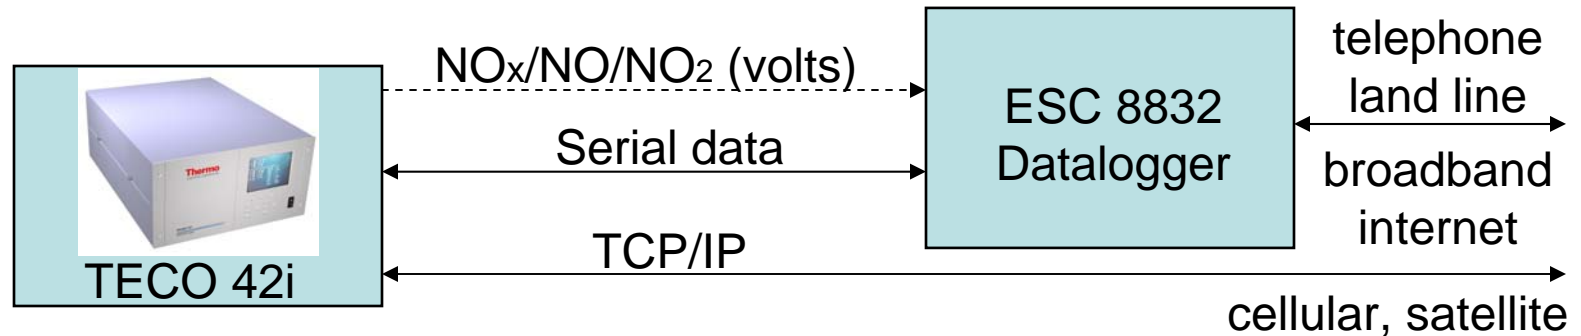 NOx/NO/NO2 (volts)
Serial data
TCP/IP
Thermo
TECO 42i
ESC 8832
Datalogger
telephone
land line
broadband
internet
cellular, satellite